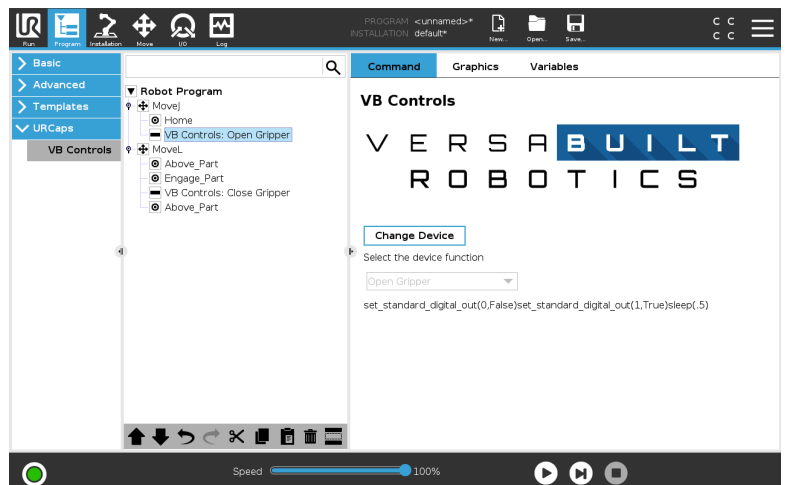 PROGRAM <unnamed>*
INSTALLATION default*
Run Program Installation Move I/O Log New... Open... Save...
C C
C C
Basic
Advanced
Templates
URCaps
VB Controls
Robot Program
MoveJ
Home
VB Controls: Open Gripper
MoveL
Above_Part
Engage_Part
VB Controls: Close Gripper
Above_Part
Command Graphics Variables
VB Controls
VERSABUILT
ROBOTICS
Change Device
Select the device function
Open Gripper
set_standard_digital_out(0,False)set_standard_digital_out(1,True)sleep(.5)
Speed 100%